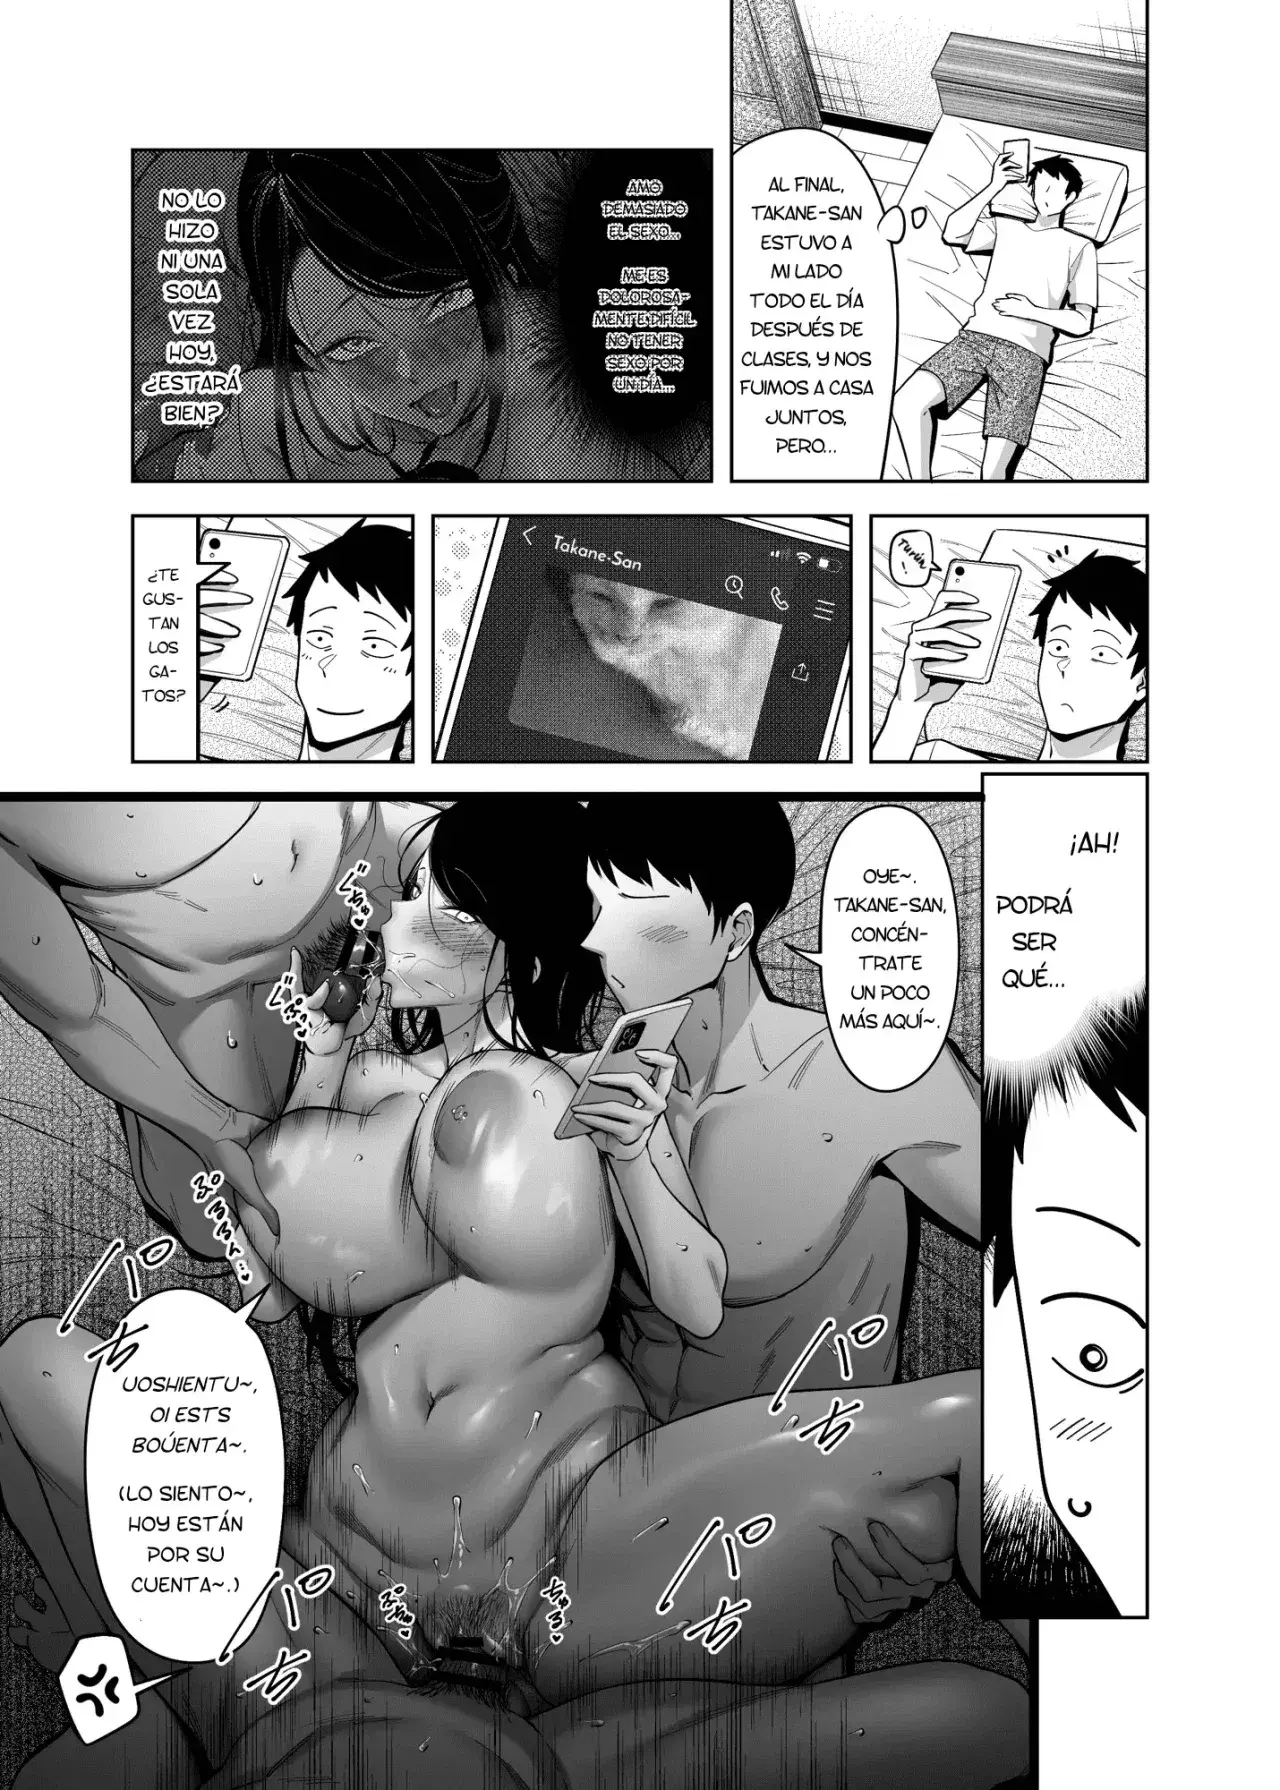 AL FINAL,
TAKANE-SAN
ESTUVO A
MI LADO
TODO EL DÍA
DESPUÉS DE
CLASES, Y NOS
FUIMOS A CASA
JUNTOS,
PERO...
AMO
DEMASIADO
EL SEXO...
ME ES
DOLOROSA-
MENTE DIFÍCIL
NO TENER
SEXO POR
UN DÍA...
NO LO
HIZO
NI UNA
SOLA
VEZ
HOY,
¿ESTARÁ
BIEN?
Turún~
Takane-San
¿TE
GUS-
TAN
LOS
GA-
TOS?
¡AH!
PODRÁ
SER
QUÉ...
OYE~.
TAKANE-SAN,
CONCÉN-
TRATE
UN POCO
MÁS AQUÍ~.
UOSHIENTU~,
OI ESTS
BOÚENTA~.
(LO SIENTO~,
HOY ESTÁN
POR SU
CUENTA~.)